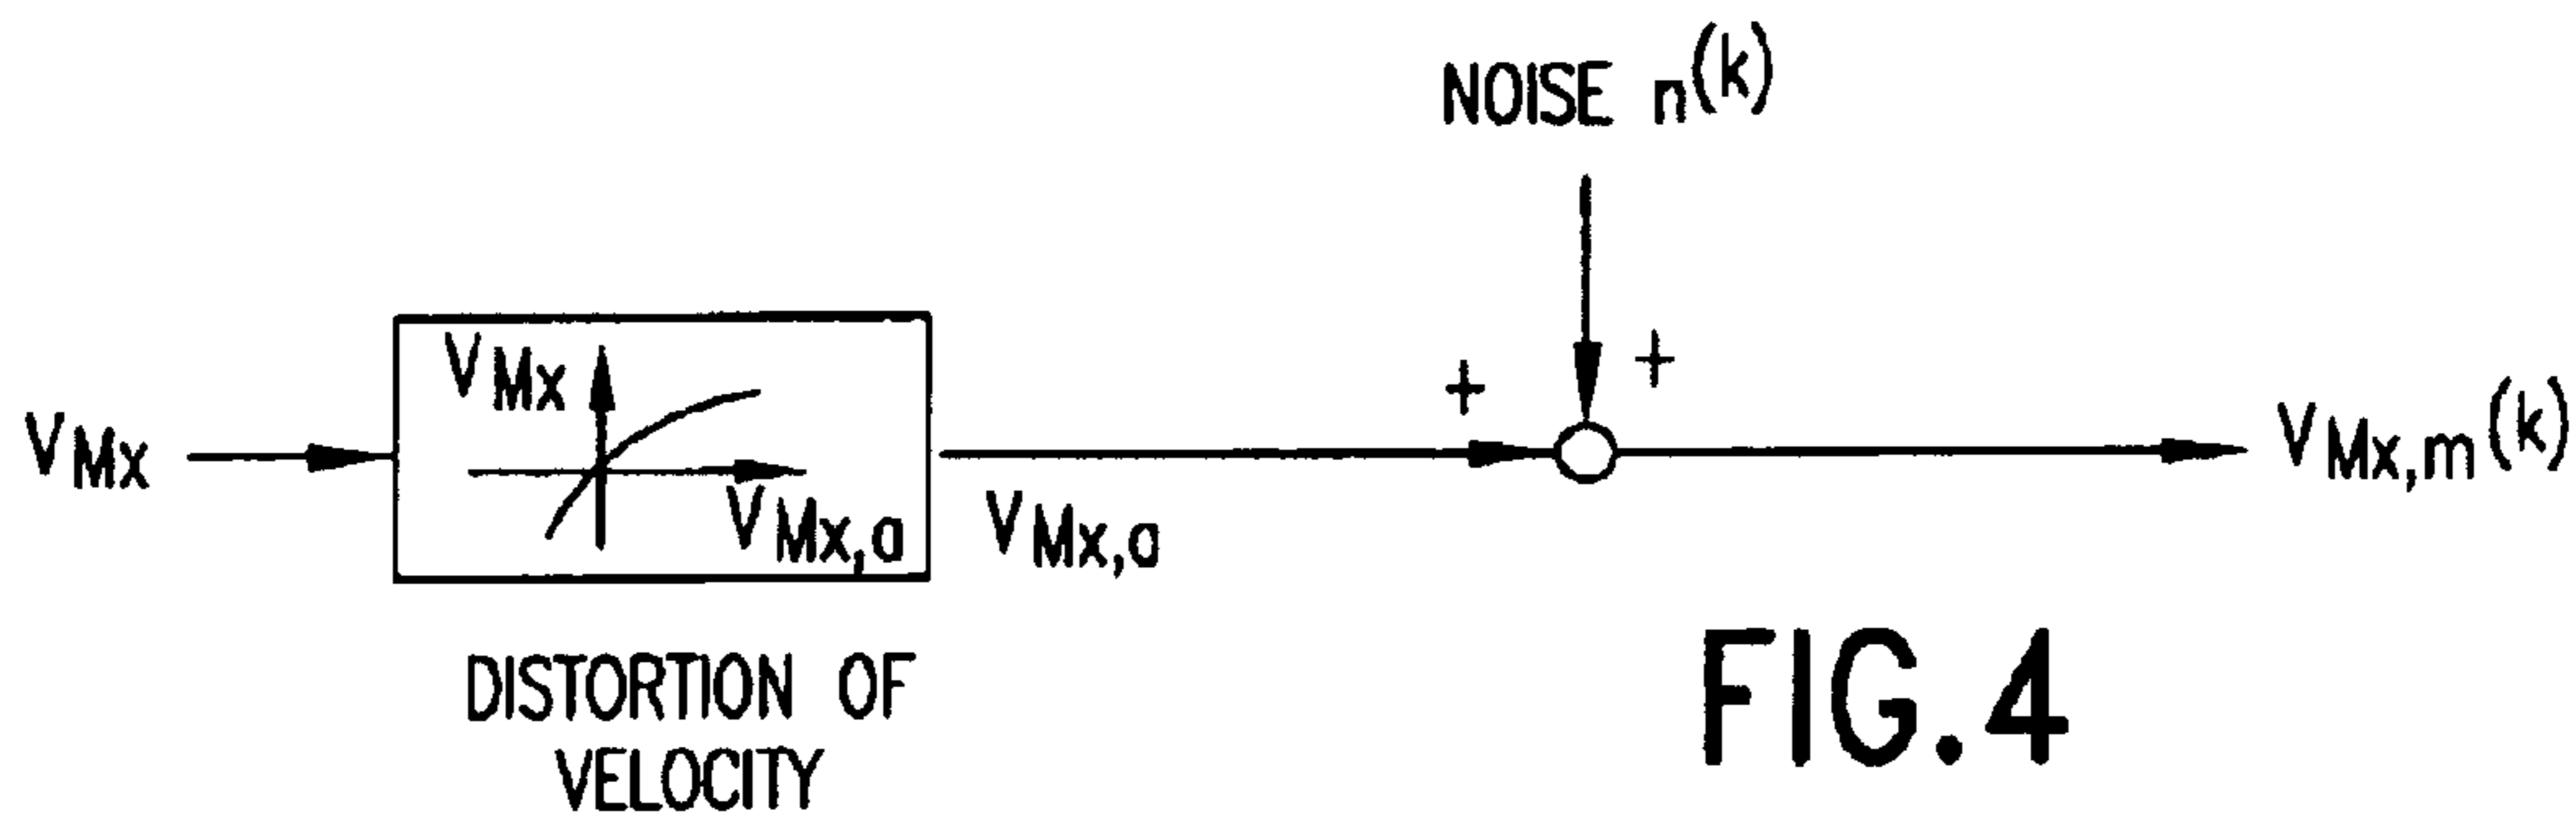 NOISE n(k)
+
+
VMx
VMx
VMx,a
VMx,a
VMx,m(k)
DISTORTION OF
VELOCITY
FIG.4